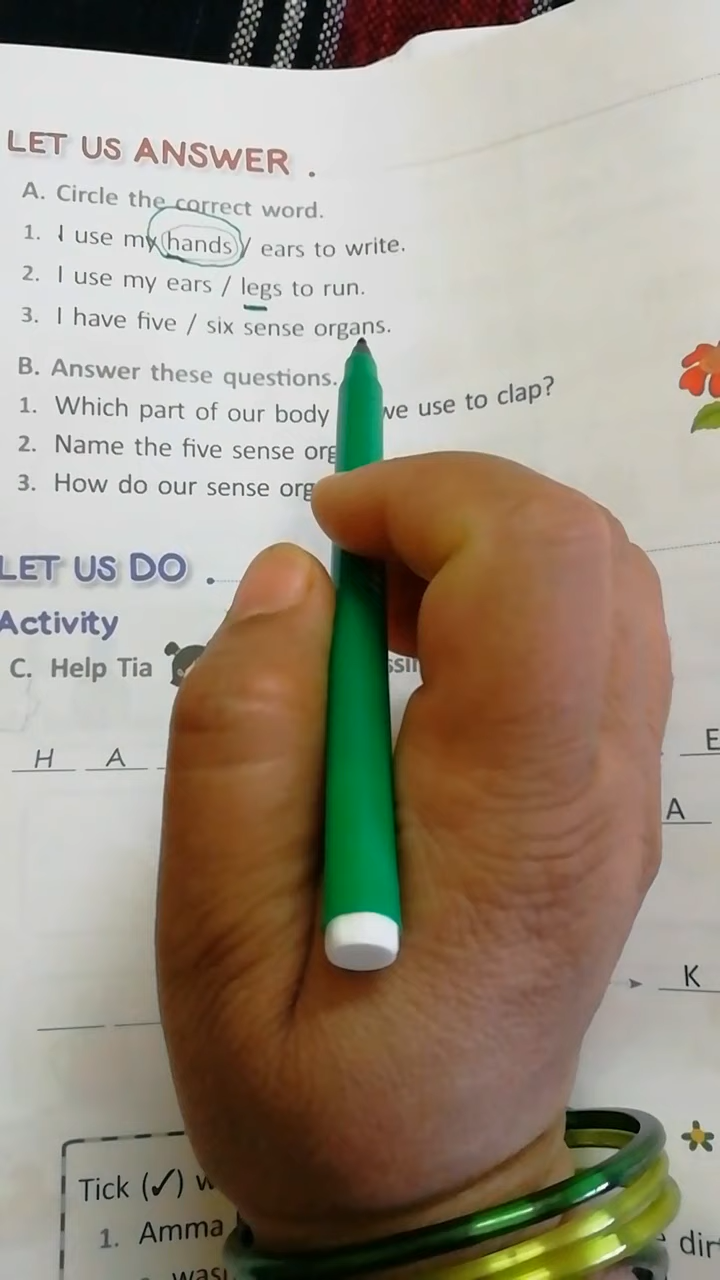 LET US ANSWER .
A. Circle the correct word.
1. I use my hands / ears to write.
2. I use my ears / legs to run.
3. I have five / six sense organs.
B. Answer these questions.
1. Which part of our body we use to clap?
2. Name the five sense
3. How do our sense
LET US DO .
Activity
C. Help Tia
H A E
A
K
Tick (✓)
1. Amma